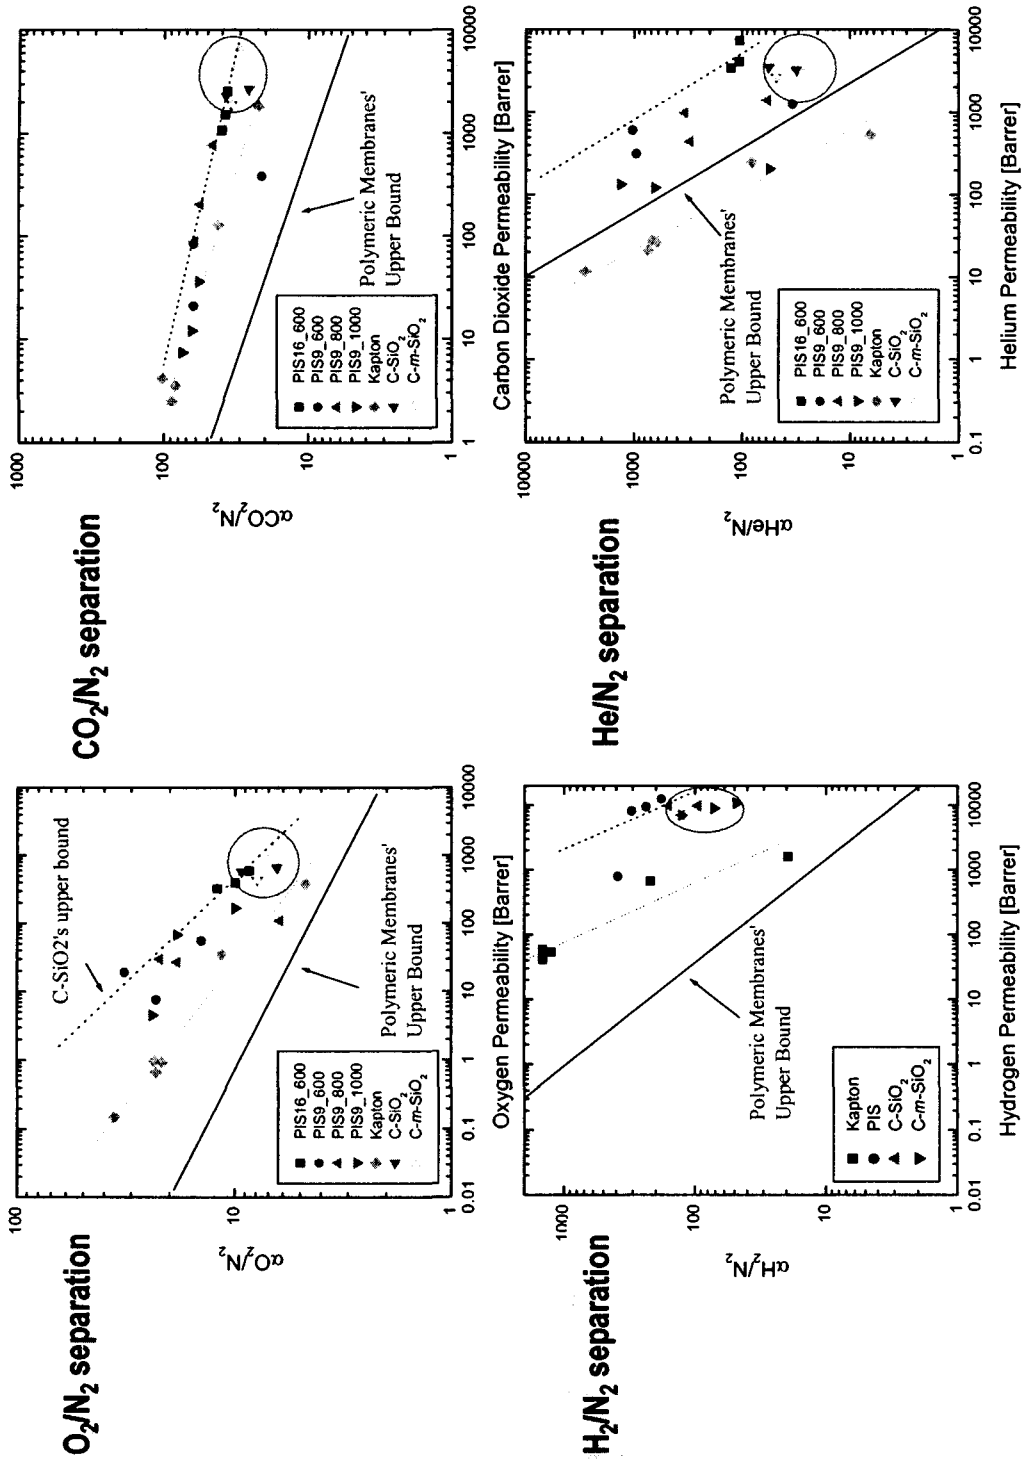 O₂/N₂ separation
αO₂/N₂
100
10
1
0.01
0.1
1
10
100
1000
10000
Oxygen Permeability [Barrer]
C-SiO2's upper bound
Polymeric Membranes'
Upper Bound
PIS16_600
PIS9_600
PIS9_800
PIS9_1000
Kapton
C-SiO₂
C-m-SiO₂
CO₂/N₂ separation
αCO₂/N₂
1000
100
10
1
1
10
100
1000
10000
Carbon Dioxide Permeability [Barrer]
Polymeric Membranes'
Upper Bound
PIS16_600
PIS9_600
PIS9_800
PIS9_1000
Kapton
C-SiO₂
C-m-SiO₂
H₂/N₂ separation
αH₂/N₂
1000
100
10
1
0.01
0.1
1
10
100
1000
10000
Hydrogen Permeability [Barrer]
Polymeric Membranes'
Upper Bound
Kapton
PIS
C-SiO₂
C-m-SiO₂
He/N₂ separation
αHe/N₂
10000
1000
100
10
1
0.1
1
10
100
1000
10000
Helium Permeability [Barrer]
Polymeric Membranes'
Upper Bound
PIS16_600
PIS9_600
PIS9_800
PIS9_1000
Kapton
C-SiO₂
C-m-SiO₂